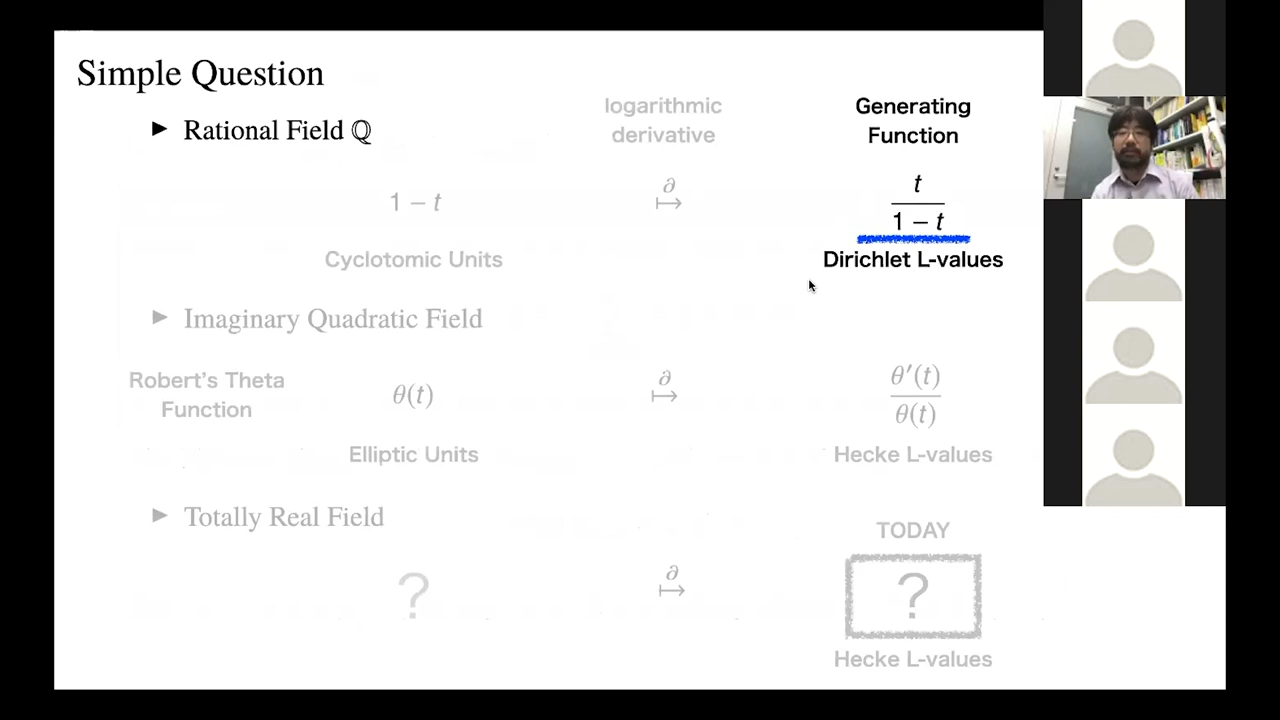 Simple Question
logarithmic derivative
Generating Function
▶ Rational Field ℚ
1 − t
∂ ↦
t / (1 − t)
Cyclotomic Units
Dirichlet L-values
▶ Imaginary Quadratic Field
Robert's Theta Function
θ(t)
∂ ↦
θ′(t) / θ(t)
Elliptic Units
Hecke L-values
▶ Totally Real Field
TODAY
?
∂ ↦
?
Hecke L-values